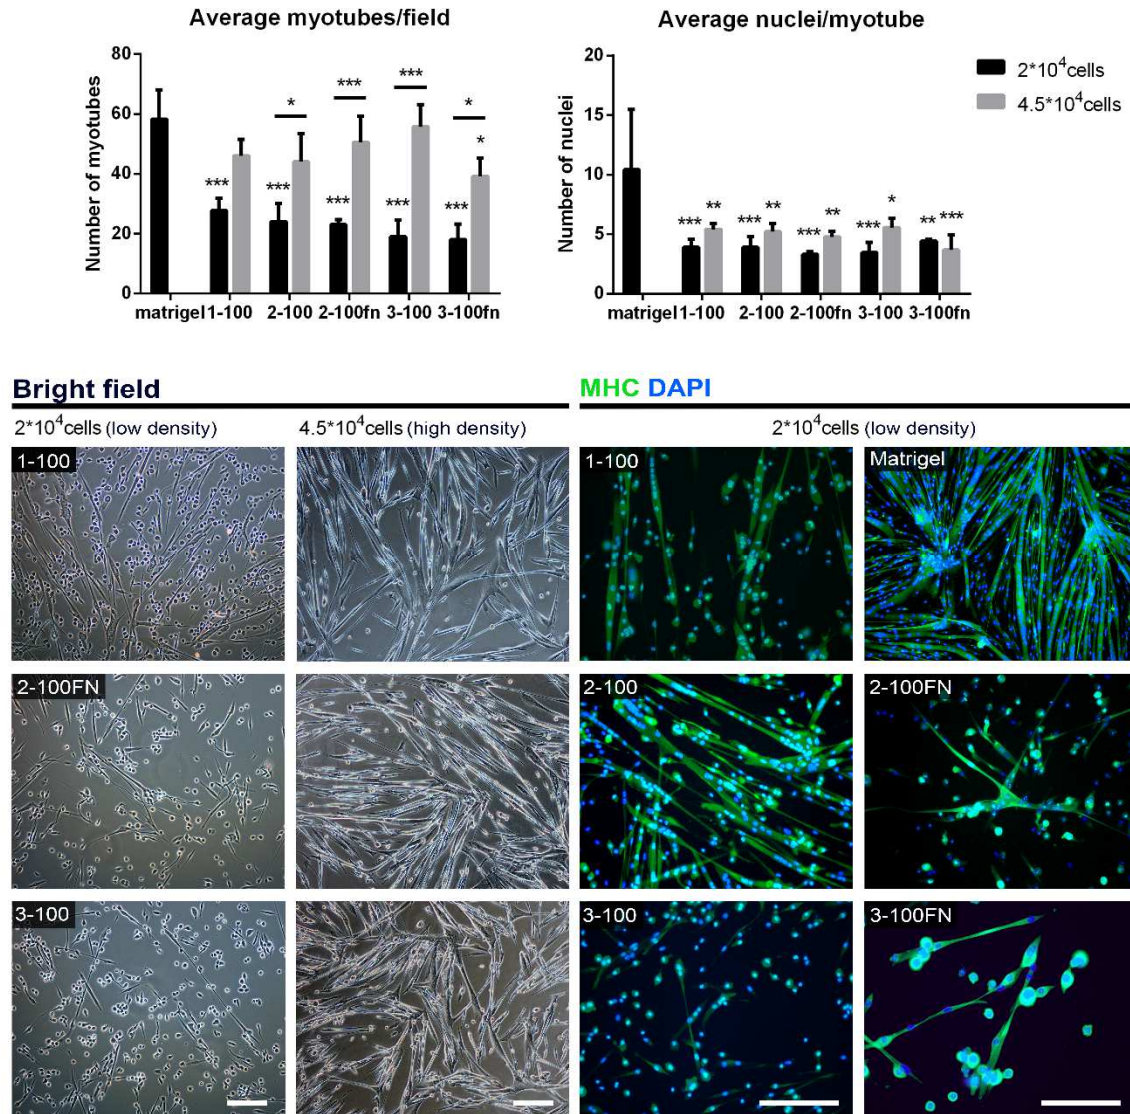 Average myotubes/field
Number of myotubes
80
60
40
20
0
***
***
*
***
***
***
***
***
***
*
*
matrigel 1-100 2-100 2-100fn 3-100 3-100fn
Average nuclei/myotube
Number of nuclei
20
15
10
5
0
*** **
*** **
*** **
*** *
** ***
matrigel 1-100 2-100 2-100fn 3-100 3-100fn
2*10^4cells
4.5*10^4cells
Bright field
2*10^4cells (low density)
4.5*10^4cells (high density)
1-100
2-100FN
3-100
MHC DAPI
2*10^4cells (low density)
1-100
Matrigel
2-100
2-100FN
3-100
3-100FN